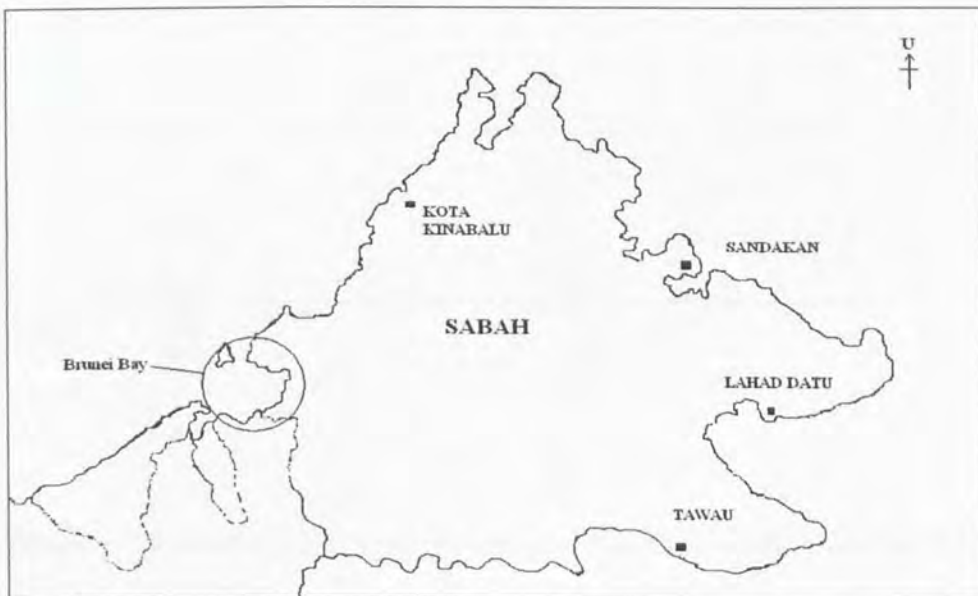 U
KOTA
KINABALU
SANDAKAN
SABAH
Brunei Bay
LAHAD DATU
TAWAU